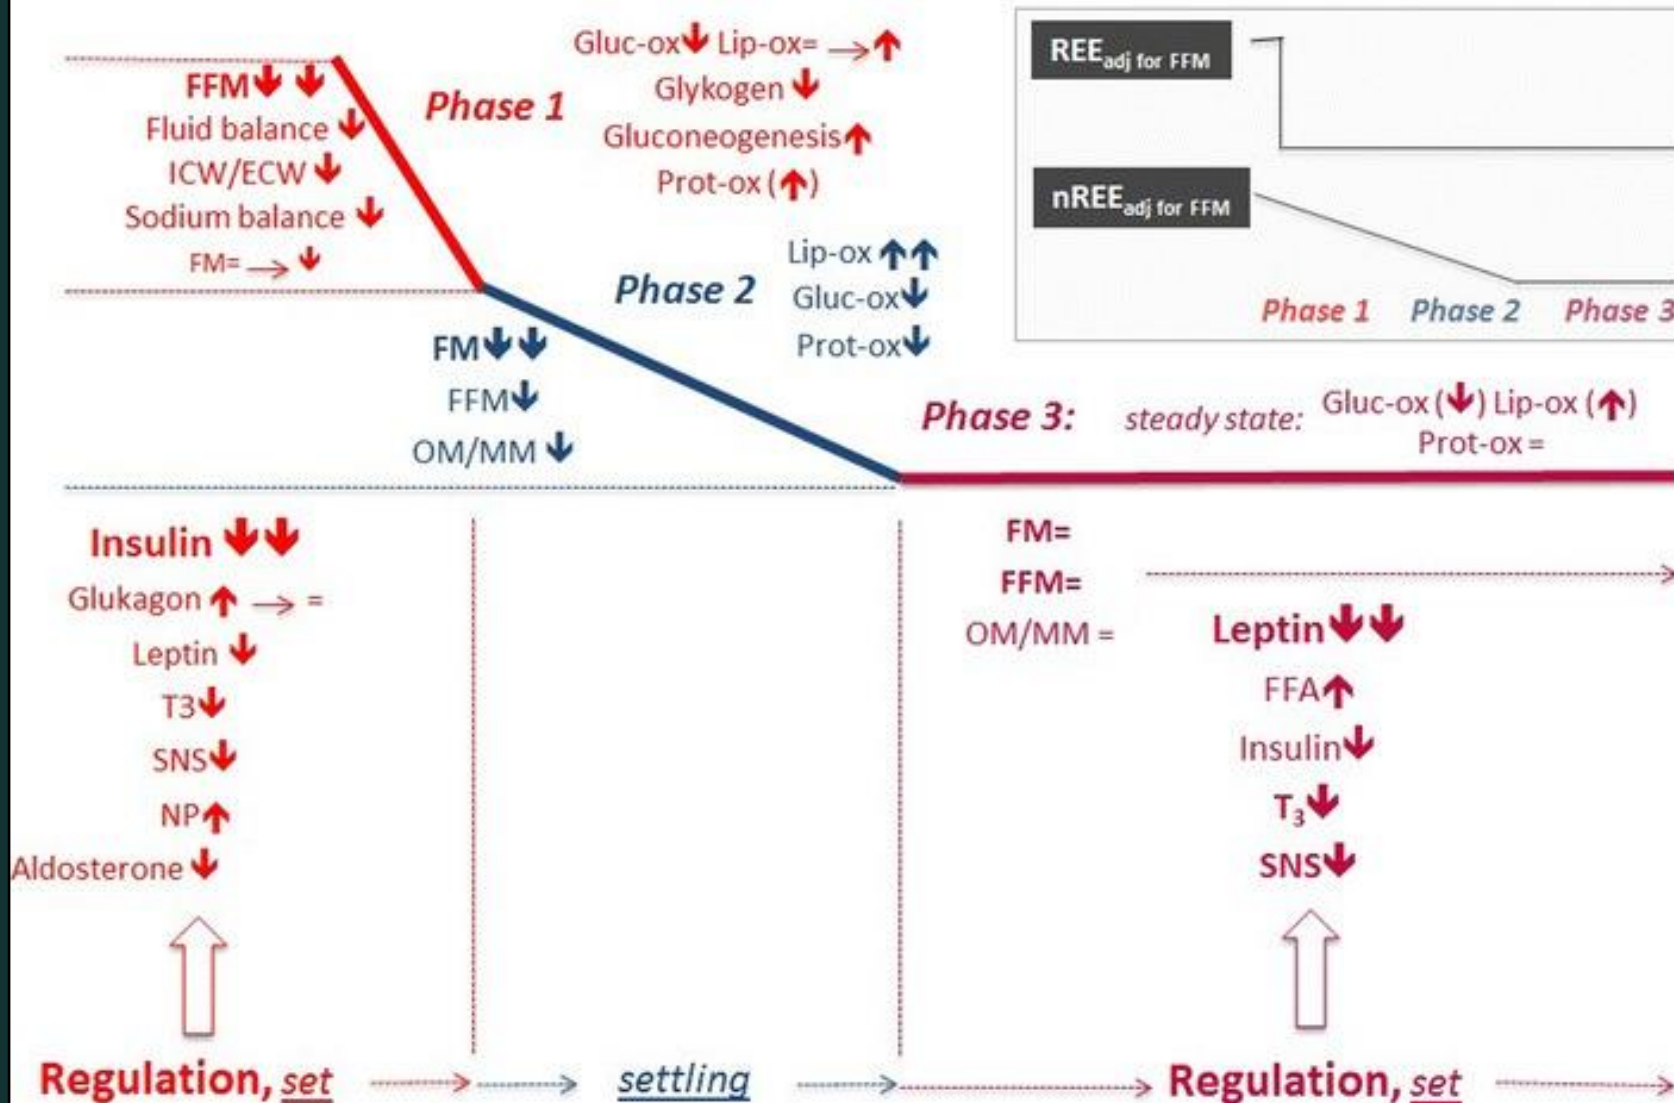 FFM↓ ↓
Fluid balance ↓
ICW/ECW ↓
Sodium balance ↓
FM= → ↓
Phase 1
Gluc-ox↓ Lip-ox= →↑
Glykogen ↓
Gluconeogenesis↑
Prot-ox (↑)
REEadj for FFM
nREEadj for FFM
Phase 1 Phase 2 Phase 3
Phase 2
Lip-ox ↑↑
Gluc-ox↓
Prot-ox↓
FM↓↓
FFM↓
OM/MM ↓
Phase 3: steady state: Gluc-ox (↓) Lip-ox (↑)
Prot-ox =
Insulin ↓↓
Glukagon ↑ → =
Leptin ↓
T3↓
SNS↓
NP↑
Aldosterone ↓
FM=
FFM=
OM/MM =
Leptin↓↓
FFA↑
Insulin↓
T₃↓
SNS↓
Regulation, set → → settling → → Regulation, set →